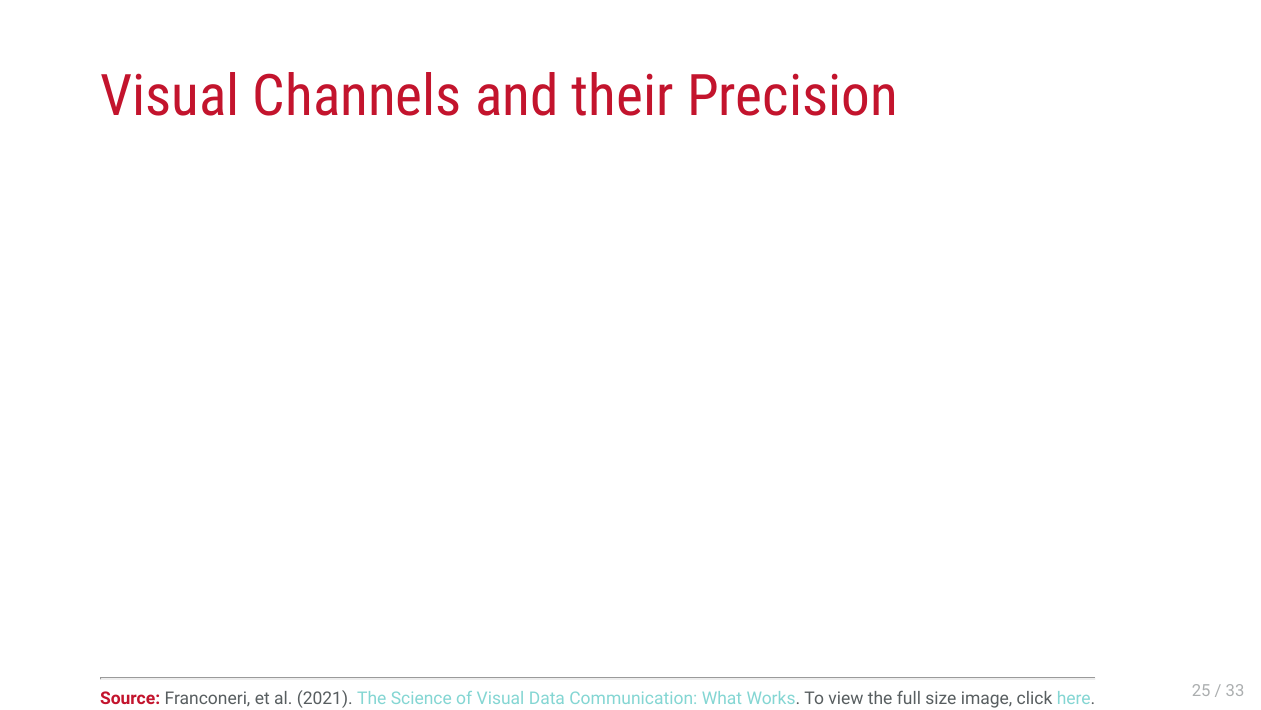 Visual Channels and their Precision
Source: Franconeri, et al. (2021). The Science of Visual Data Communication: What Works. To view the full size image, click here.
25 / 33